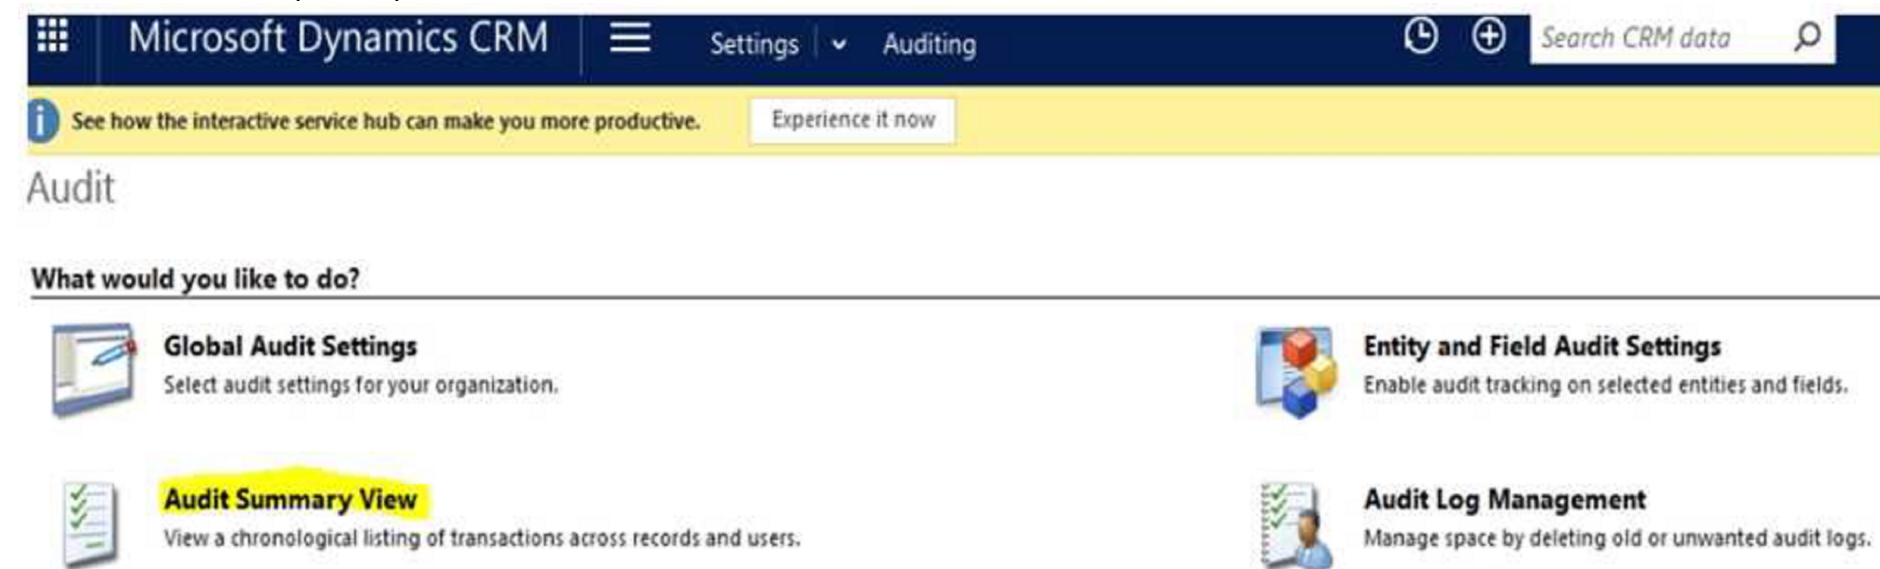 Microsoft Dynamics CRM Settings Auditing Search CRM data
See how the interactive service hub can make you more productive. Experience it now
Audit
What would you like to do?
Global Audit Settings
Select audit settings for your organization.
Entity and Field Audit Settings
Enable audit tracking on selected entities and fields.
Audit Summary View
View a chronological listing of transactions across records and users.
Audit Log Management
Manage space by deleting old or unwanted audit logs.